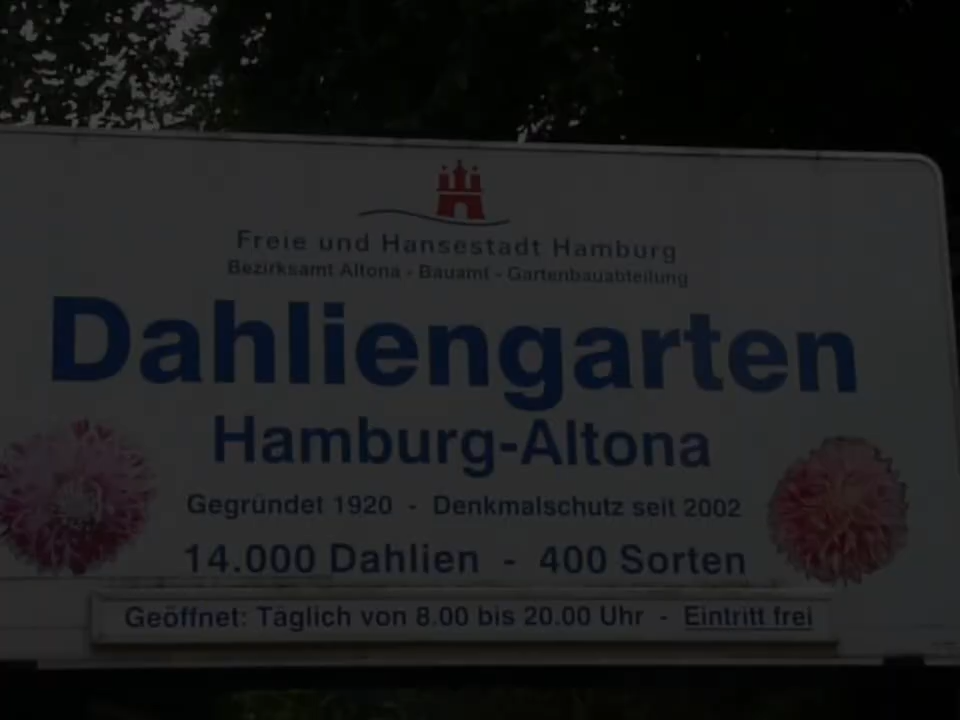 Freie und Hansestadt Hamburg
Bezirksamt Altona - Bauamt - Gartenbauabteilung
Dahliengarten
Hamburg-Altona
Gegründet 1920 - Denkmalschutz seit 2002
14.000 Dahlien - 400 Sorten
Geöffnet: Täglich von 8.00 bis 20.00 Uhr - Eintritt frei